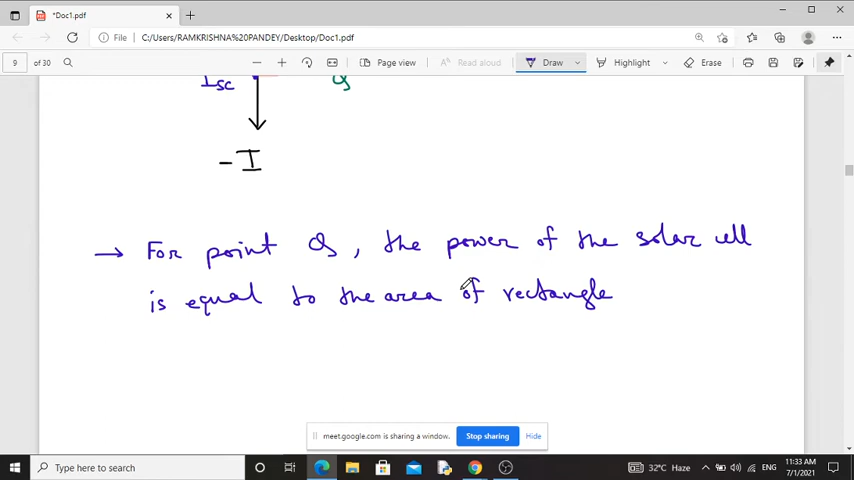 *Doc1.pdf
File
C:/Users/RAMKRISHNA%20PANDEY/Desktop/Doc1.pdf
9 of 30
Page view
Read aloud
Draw
Highlight
Erase
Isc Q
- I
→ For point Q, the power of the solar cell
is equal to the area of rectangle
meet.google.com is sharing a window.
Stop sharing
Hide
Type here to search
32°C Haze
ENG
11:33 AM
7/1/2021